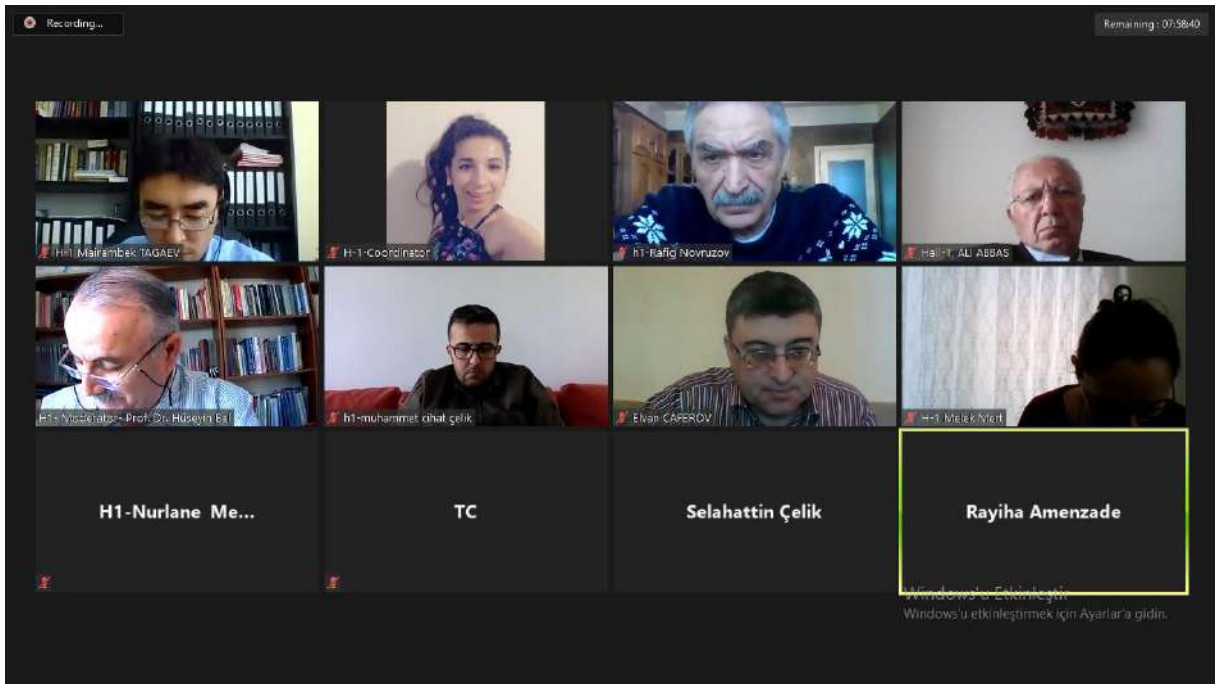 Recording...
Remaining : 07:58:40
H-1 Mairambek TAGAEV
H-1-Coordinator
h1-Rafig Novruzov
Hall-1, ALİ ABBAS
H1- Moderator- Prof. Dr. Hüseyin Bal
h1-muhammet cihat çelik
Elvan CAFEROV
H-1 Melek Mert
H1-Nurlane Me...
TC
Selahattin Çelik
Rayiha Amenzade
Windows'u Etkinleştir
Windows'u etkinleştirmek için Ayarlar'a gidin.